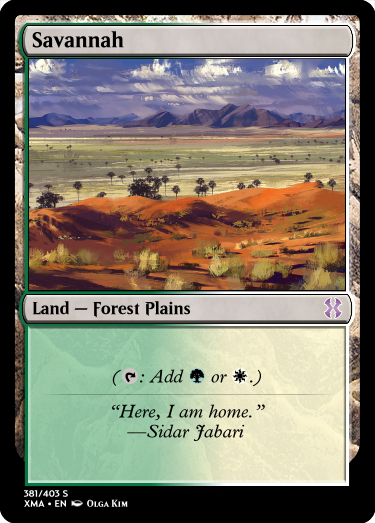 Savannah
Land — Forest Plains
( : Add  or .)
“Here, I am home.”
—Sidar Jabari
381/403 S
XMA • EN Olga Kim